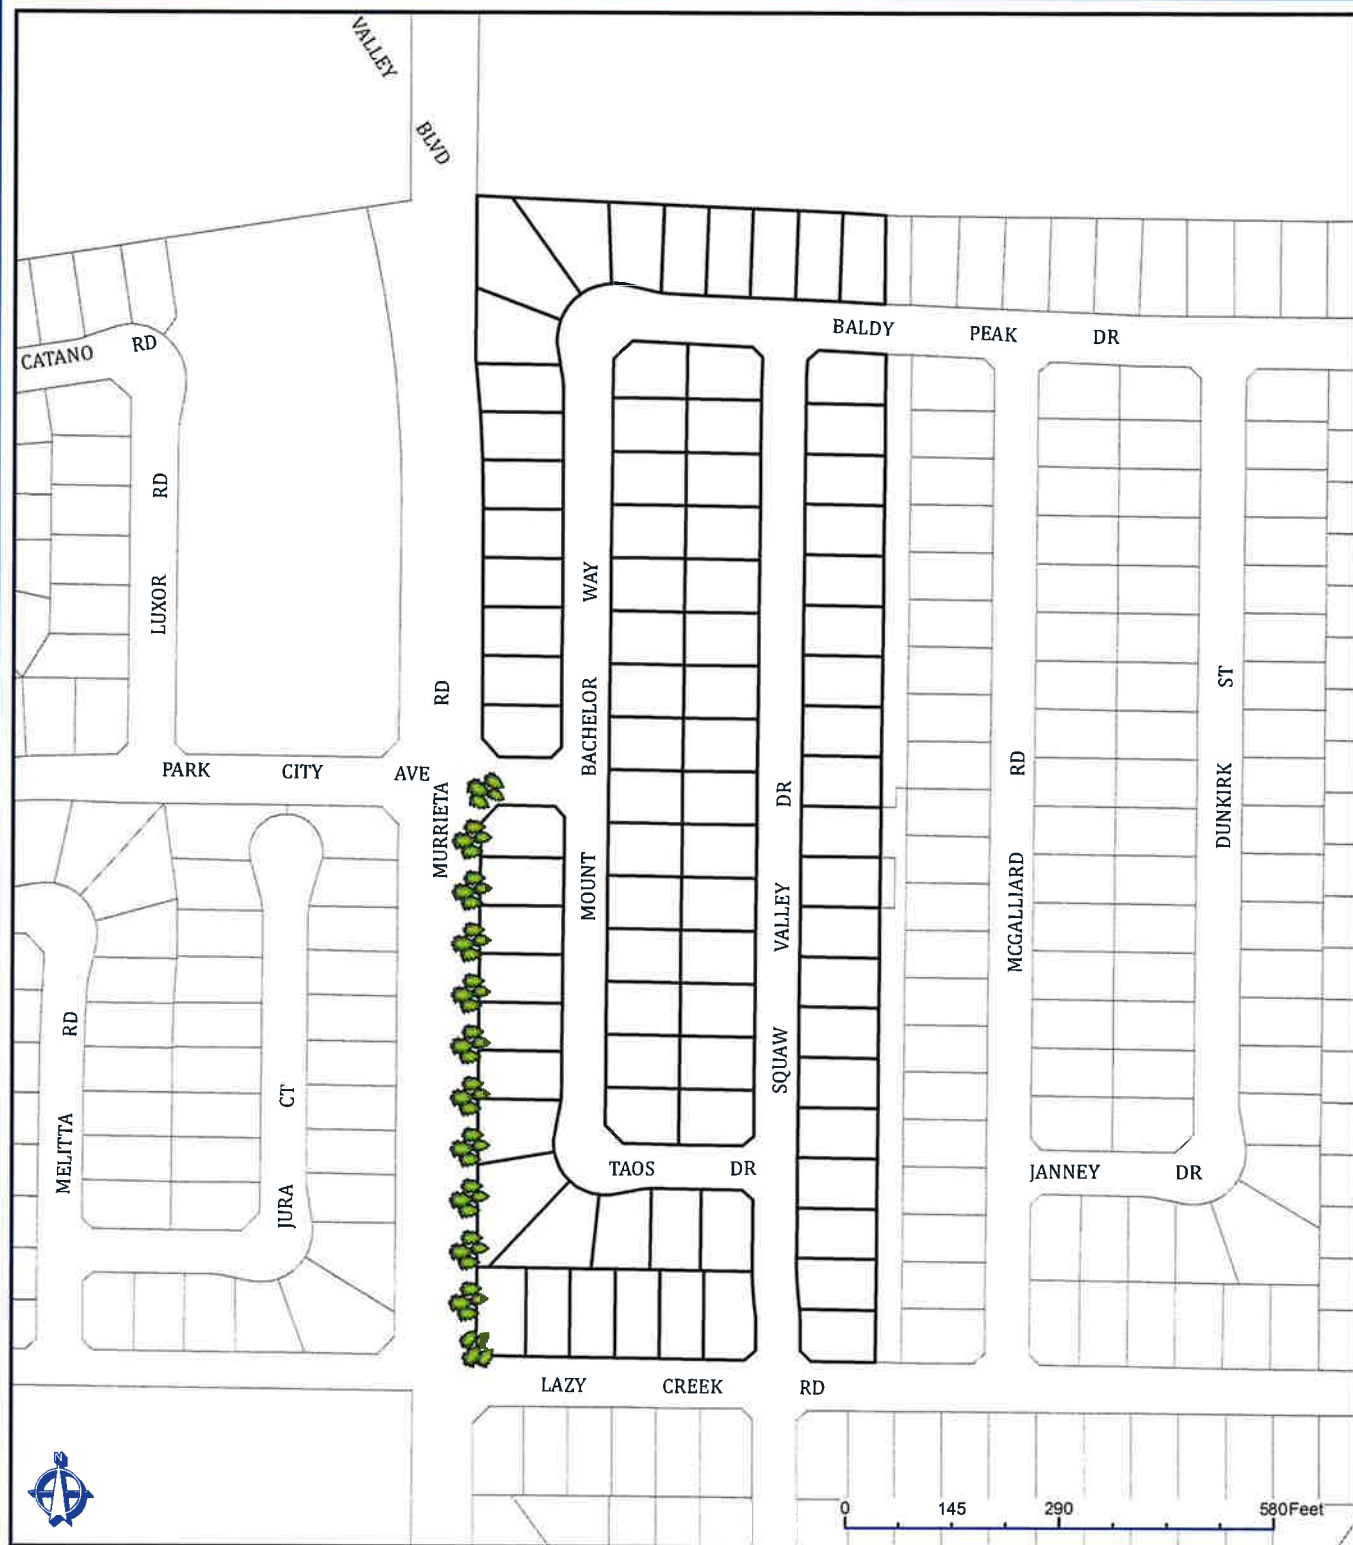 VALLEY
BLVD
BALDY PEAK DR
CATANO RD
LUXOR RD
WAY
BACHELOR
MOUNT
RD
MURRIETA
PARK CITY AVE
DR
VALLEY
SQUAW
RD
MCGALLIARD
ST
DUNKIRK
RD
MELITTA
CT
JURA
TAOS DR
JANNEY DR
LAZY CREEK RD
N
0 145 290 580 Feet